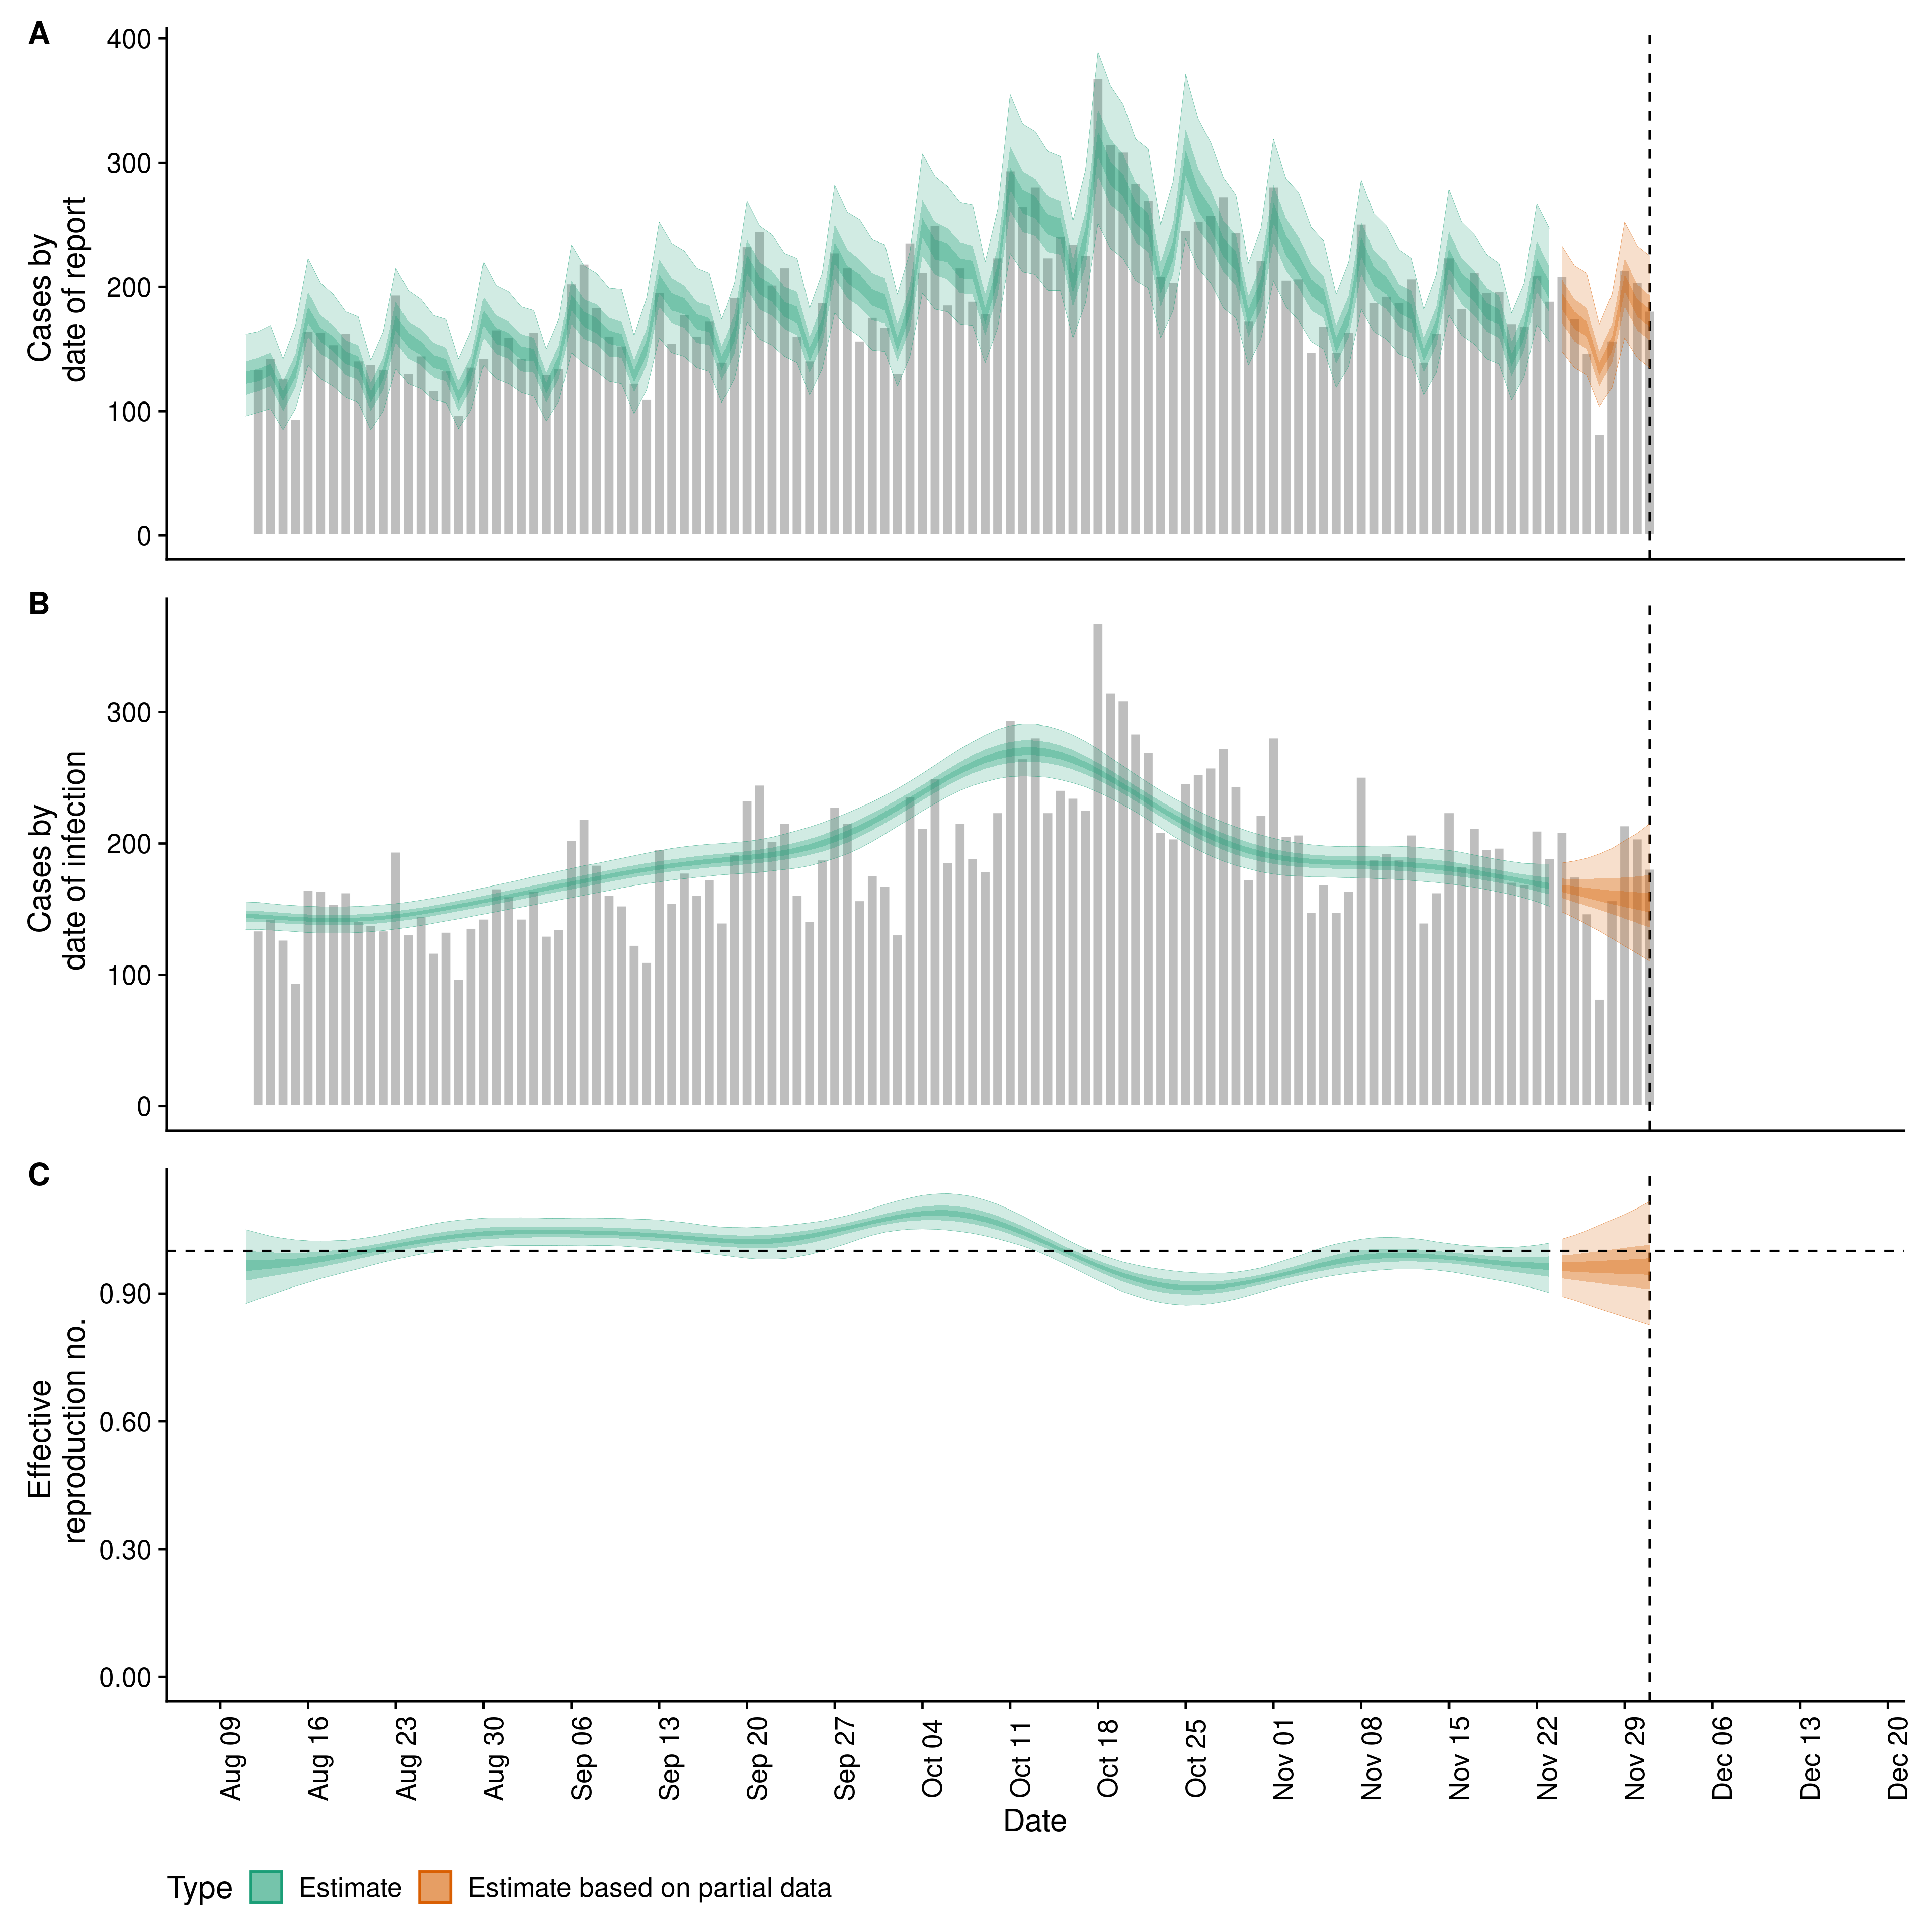 A
Cases by
date of report
400
300
200
100
0
B
Cases by
date of infection
300
200
100
0
C
Effective
reproduction no.
0.90
0.60
0.30
0.00
Aug 09
Aug 16
Aug 23
Aug 30
Sep 06
Sep 13
Sep 20
Sep 27
Oct 04
Oct 11
Oct 18
Oct 25
Nov 01
Nov 08
Nov 15
Nov 22
Nov 29
Dec 06
Dec 13
Dec 20
Date
Type Estimate Estimate based on partial data